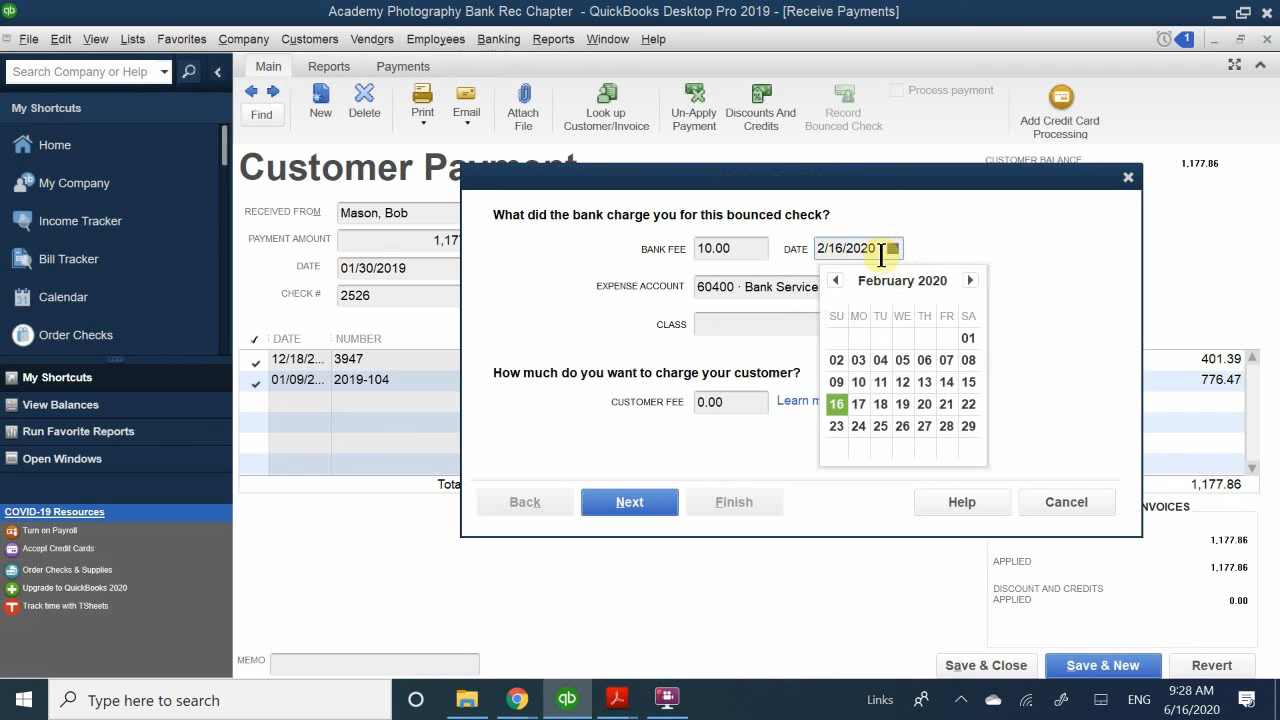 Academy Photography Bank Rec Chapter - QuickBooks Desktop Pro 2019 - [Receive Payments]
File Edit View Lists Favorites Company Customers Vendors Employees Banking Reports Window Help
1
Search Company or Help
Main Reports Payments
My Shortcuts
Home
My Company
Income Tracker
Bill Tracker
Calendar
Order Checks
My Shortcuts
View Balances
Run Favorite Reports
Open Windows
COVID-19 Resources
Turn on Payroll
Accept Credit Cards
Order Checks & Supplies
Upgrade to QuickBooks 2020
Track time with TSheets
Find
New
Delete
Print
Email
Attach
File
Look up
Customer/Invoice
Un-Apply
Payment
Discounts And
Credits
Record
Bounced Check
Process payment
Add Credit Card
Processing
Customer Payment
CUSTOMER BALANCE 1,177.86
RECEIVED FROM Mason, Bob
PAYMENT AMOUNT 1,17
DATE 01/30/2019
CHECK # 2526
DATE NUMBER
12/18/2... 3947 401.39
01/09/2... 2019-104 776.47
Tota 1,177.86
What did the bank charge you for this bounced check?
BANK FEE 10.00 DATE 2/16/2020
EXPENSE ACCOUNT 60400 · Bank Service
CLASS
How much do you want to charge your customer?
CUSTOMER FEE 0.00 Learn m
February 2020
SU MO TU WE TH FR SA
01
02 03 04 05 06 07 08
09 10 11 12 13 14 15
16 17 18 19 20 21 22
23 24 25 26 27 28 29
Back Next Finish Help Cancel
NVOICES
1,177.86
APPLIED 1,177.86
DISCOUNT AND CREDITS
APPLIED 0.00
MEMO
Save & Close Save & New Revert
Type here to search
Links
ENG
9:28 AM
6/16/2020